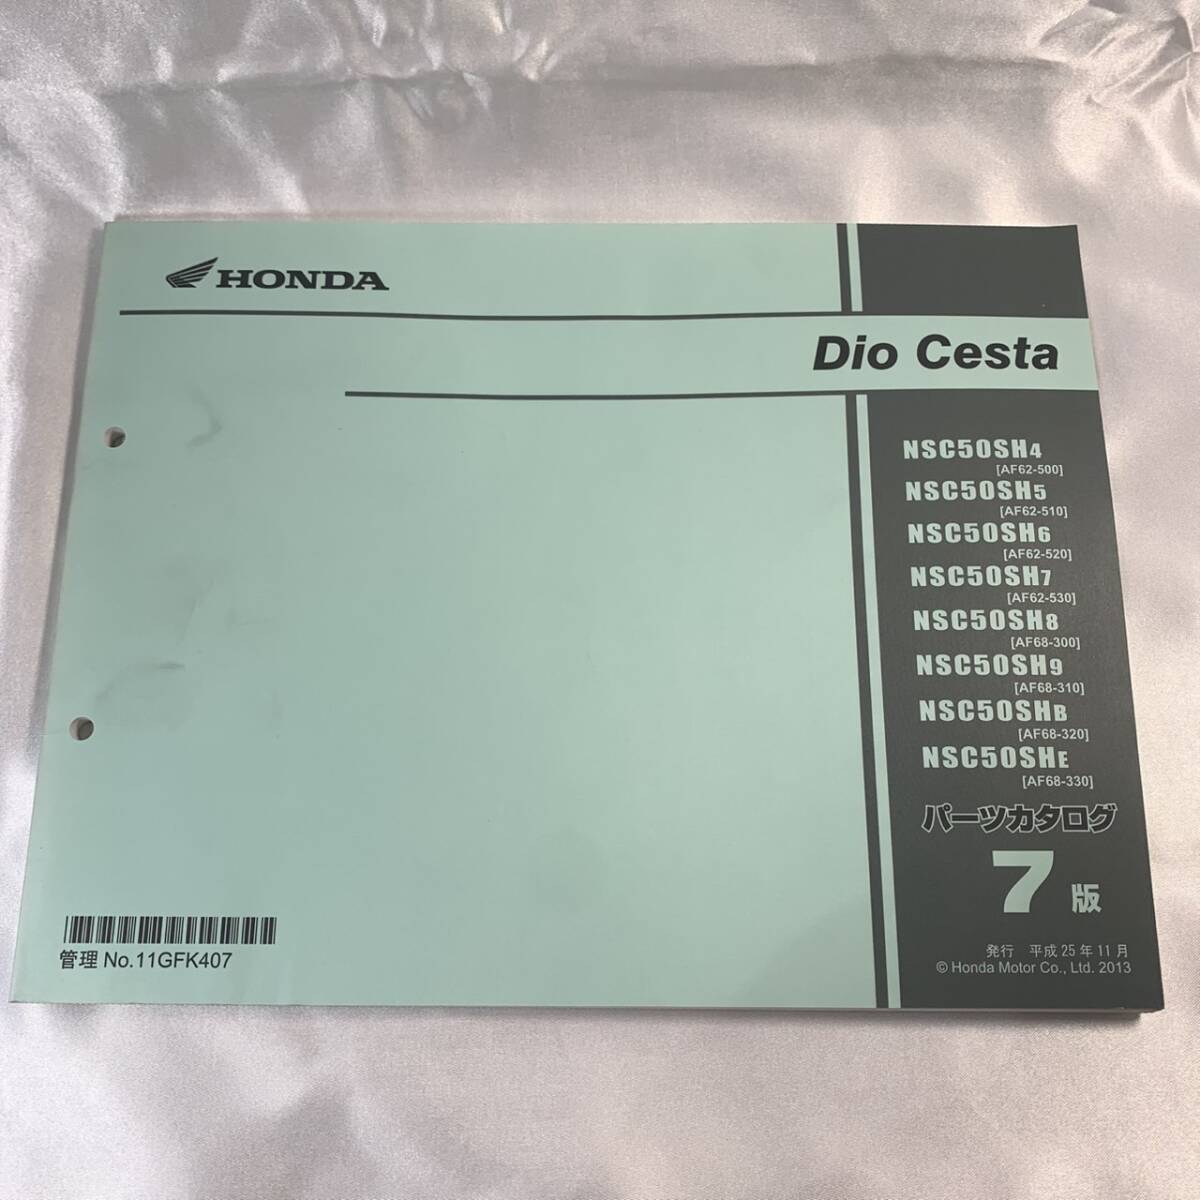 HONDA
Dio Cesta
NSC50SH4
[AF62-500]
NSC50SH5
[AF62-510]
NSC50SH6
[AF62-520]
NSC50SH7
[AF62-530]
NSC50SH8
[AF68-300]
NSC50SH9
[AF68-310]
NSC50SHB
[AF68-320]
NSC50SHE
[AF68-330]
パーツカタログ
7版
発行 平成25年11月
© Honda Motor Co., Ltd. 2013
管理 No.11GFK407